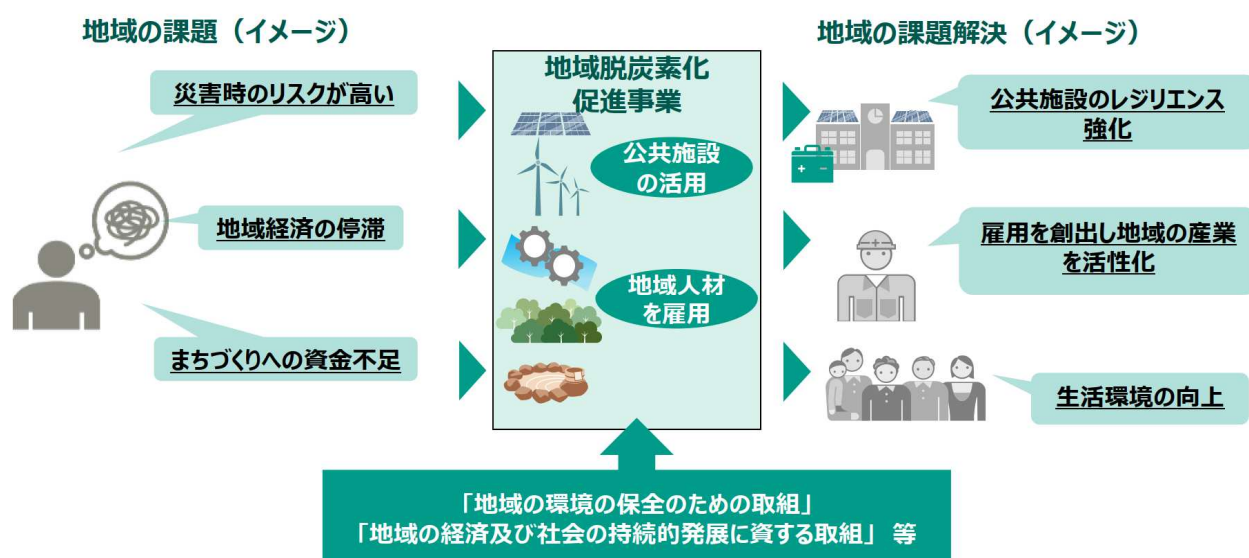 地域の課題（イメージ）
災害時のリスクが高い
地域経済の停滞
まちづくりへの資金不足
地域脱炭素化
促進事業
公共施設
の活用
地域人材
を雇用
地域の課題解決（イメージ）
公共施設のレジリエンス
強化
雇用を創出し地域の産業
を活性化
生活環境の向上
「地域の環境の保全のための取組」
「地域の経済及び社会の持続的発展に資する取組」 等